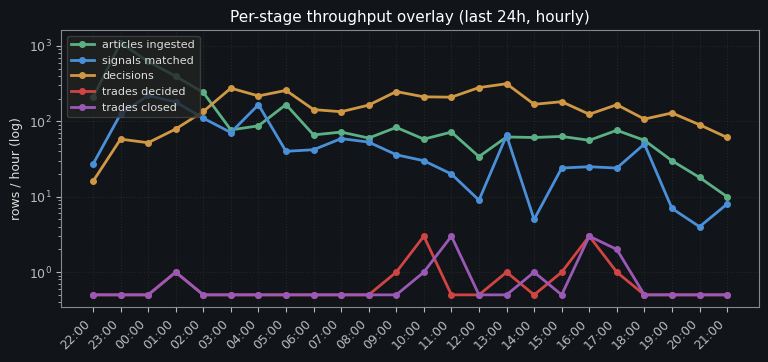 Per-stage throughput overlay (last 24h, hourly)
articles ingested
signals matched
decisions
trades decided
trades closed
rows / hour (log)
10³
10²
10¹
10⁰
22:00 23:00 00:00 01:00 02:00 03:00 04:00 05:00 06:00 07:00 08:00 09:00 10:00 11:00 12:00 13:00 14:00 15:00 16:00 17:00 18:00 19:00 20:00 21:00